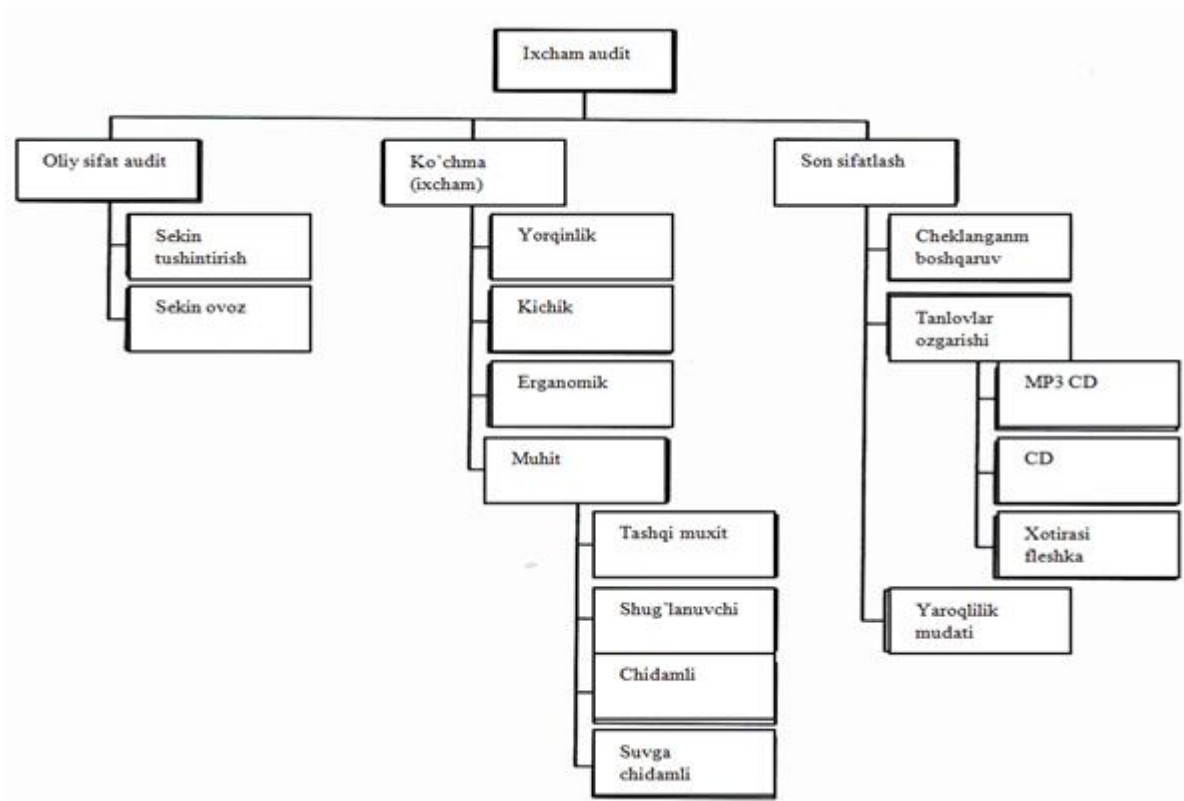 Ixcham audit
Oliy sifat audit
Sekin
tushintirish
Sekin ovoz
Ko`chma
(ixcham)
Yorqinlik
Kichik
Erganomik
Muhit
Tashqi muxit
Shug`lanuvchi
Chidamli
Suvga
chidamli
Son sifatlash
Cheklanganm
boshqaruv
Tanlovlar
ozgarishi
MP3 CD
CD
Xotirasi
fleshka
Yaroqlilik
mudati